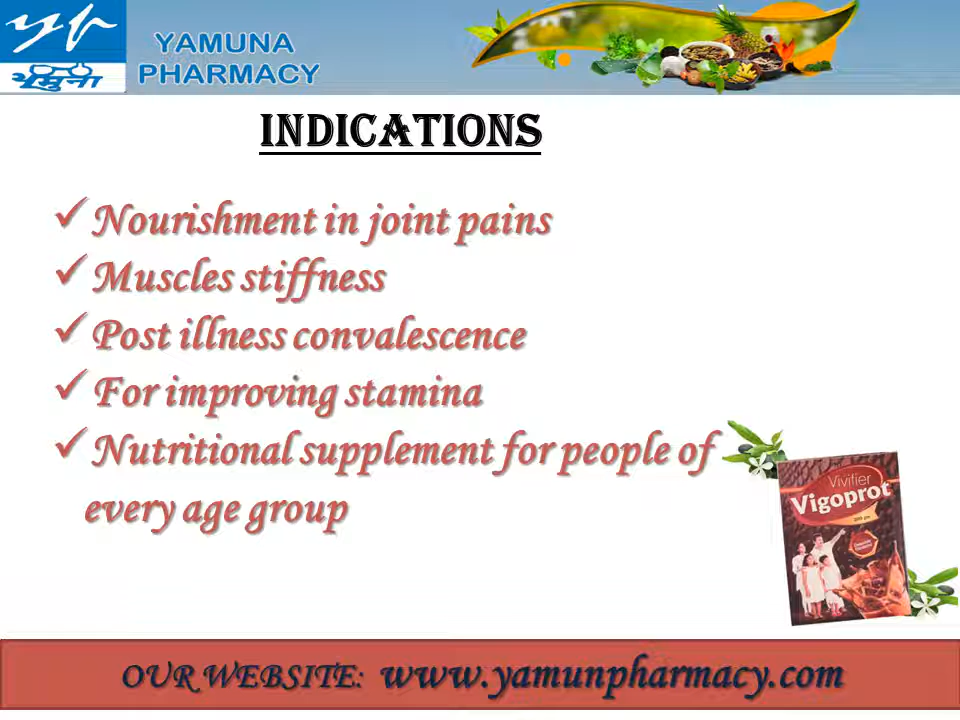 यमुना
YAMUNA
PHARMACY
INDICATIONS
✓Nourishment in joint pains
✓Muscles stiffness
✓Post illness convalescence
✓For improving stamina
✓Nutritional supplement for people of
every age group
Vivifier
Vigoprot
OUR WEBSITE: www.yamunpharmacy.com